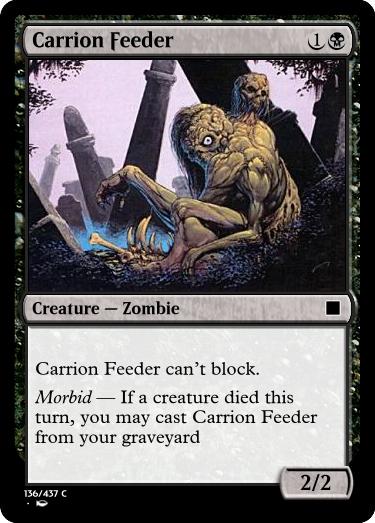 Carrion Feeder 1
Creature — Zombie
Carrion Feeder can't block.
Morbid — If a creature died this
turn, you may cast Carrion Feeder
from your graveyard
2/2
136/437 C